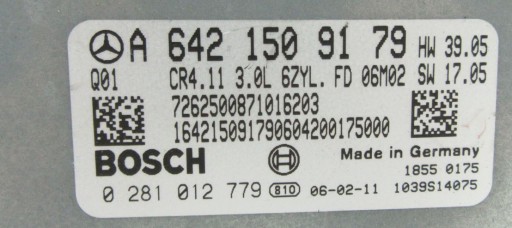 A 642 150 91 79 HW 39.05
Q01 CR4.11 3.0L 6ZYL. FD 06M02 SW 17.05
7262500871016203
164215091790604200175000
BOSCH Made in Germany
1855 0175
0 281 012 779 810 06-02-11 1039S14075